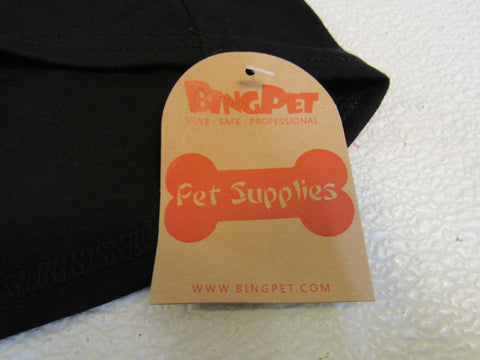 BINGPET
LOVE · SAFE · PROFESSIONAL
Pet Supplies
WWW.BINGPET.COM